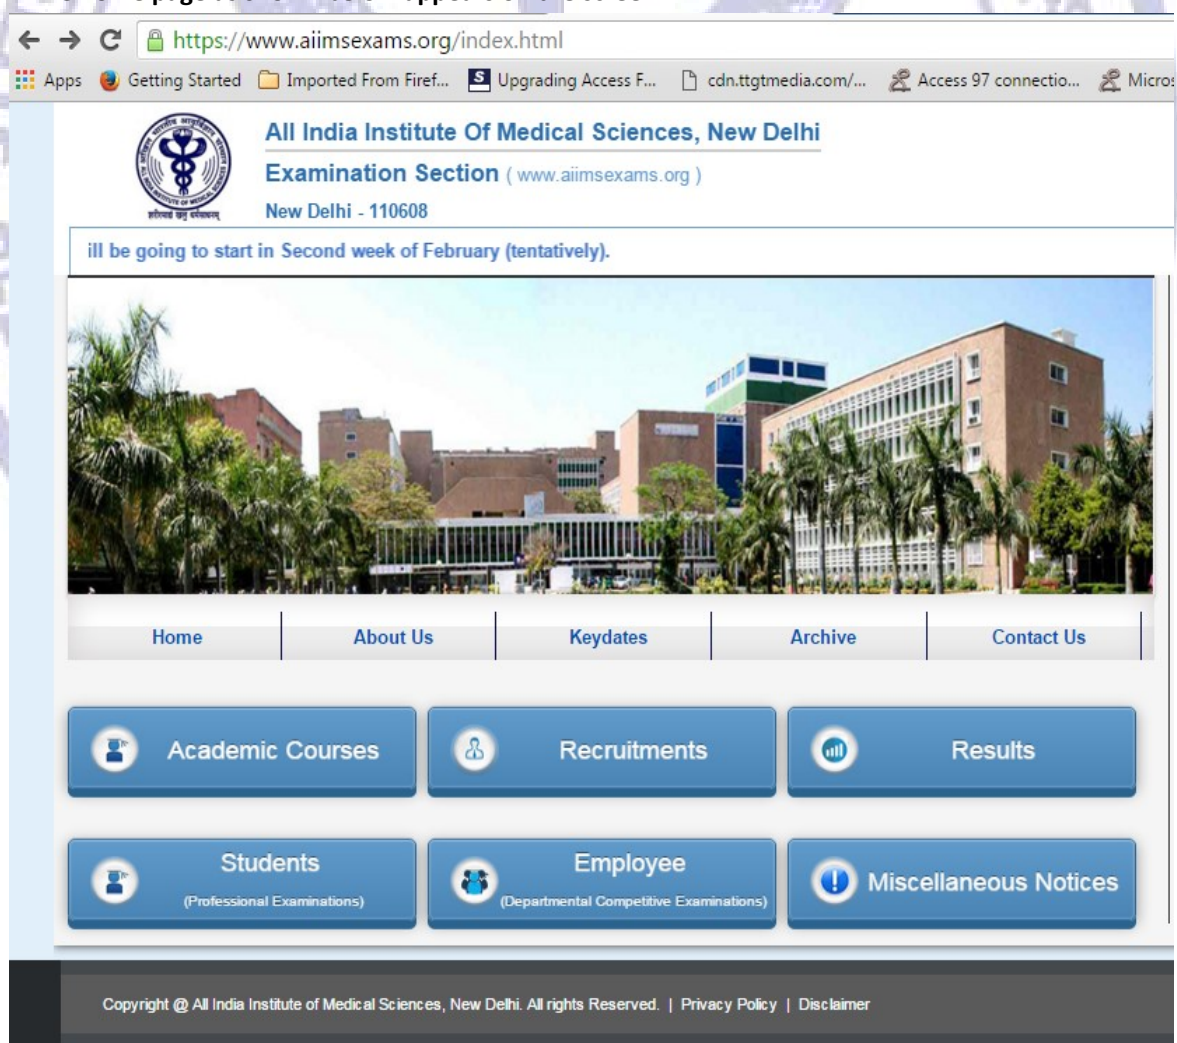 https://www.aiimsexams.org/index.html
Apps Getting Started Imported From Firef... Upgrading Access F... cdn.ttgtmedia.com/... Access 97 connectio... Micros
All India Institute Of Medical Sciences, New Delhi
Examination Section ( www.aiimsexams.org )
New Delhi - 110608
ill be going to start in Second week of February (tentatively).
Home About Us Keydates Archive Contact Us
Academic Courses Recruitments Results
Students Employee Miscellaneous Notices
(Professional Examinations) (Departmental Competitive Examinations)
Copyright @ All India Institute of Medical Sciences, New Delhi. All rights Reserved. | Privacy Policy | Disclaimer